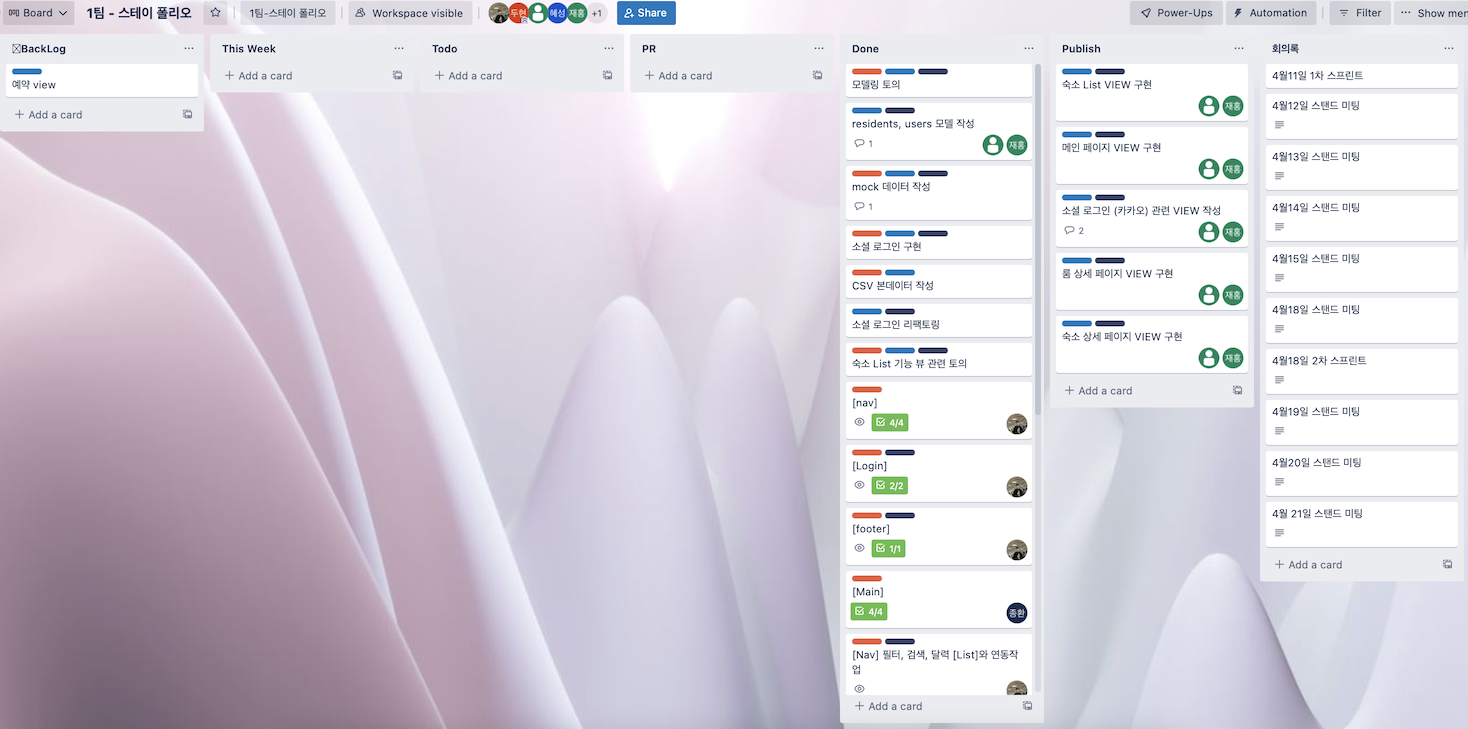 Board
1팀 - 스테이 폴리오
1팀-스테이 폴리오
Workspace visible
두현
혜성
재홍
+1
Share
Power-Ups
Automation
Filter
Show men
BackLog
예약 view
+ Add a card
This Week
+ Add a card
Todo
+ Add a card
PR
+ Add a card
Done
모델링 토의
residents, users 모델 작성
1
재홍
mock 데이터 작성
1
소셜 로그인 구현
CSV 본데이터 작성
소셜 로그인 리팩토링
숙소 List 기능 뷰 관련 토의
[nav]
4/4
[Login]
2/2
[footer]
1/1
[Main]
4/4
종환
[Nav] 필터, 검색, 달력 [List]와 연동작
업
+ Add a card
Publish
숙소 List VIEW 구현
재홍
메인 페이지 VIEW 구현
재홍
소셜 로그인 (카카오) 관련 VIEW 작성
2
재홍
룸 상세 페이지 VIEW 구현
재홍
숙소 상세 페이지 VIEW 구현
재홍
+ Add a card
회의록
4월11일 1차 스프린트
4월12일 스탠드 미팅
4월13일 스탠드 미팅
4월14일 스탠드 미팅
4월15일 스탠드 미팅
4월18일 스탠드 미팅
4월18일 2차 스프린트
4월19일 스탠드 미팅
4월20일 스탠드 미팅
4월 21일 스탠드 미팅
+ Add a card